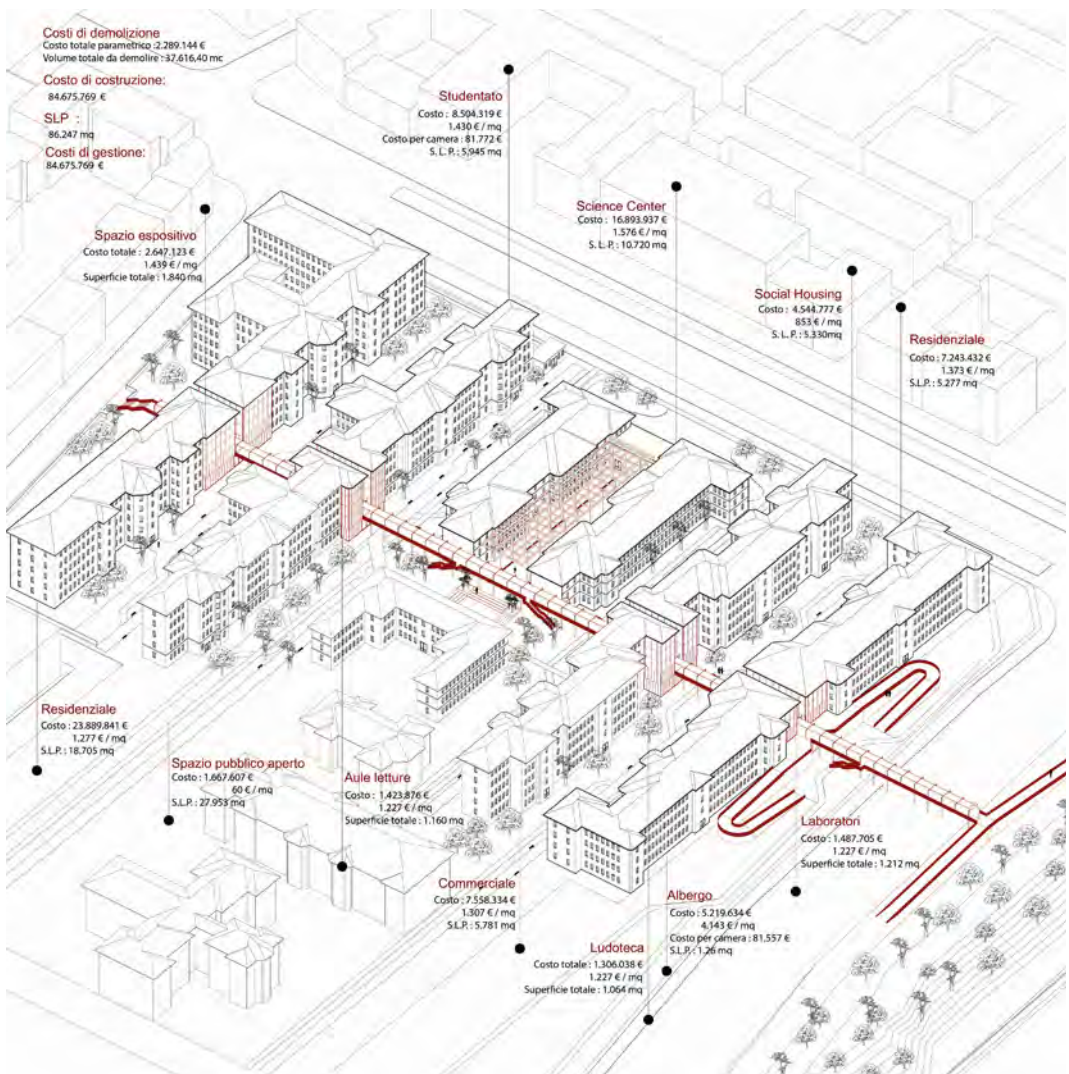 Costi di demolizione
Costo totale parametrico :2.289.144 €
Volume totale da demolire : 37.616,40 mc
Costo di costruzione:
84.675.769 €
SLP :
86.247 mq
Costi di gestione:
84.675.769 €
Studentato
Costo : 8.504.319 €
1.430 € / mq
Costo per camera : 81.772 €
S. L. P. : 5.945 mq
Science Center
Costo : 16.893.937 €
1.576 € / mq
S. L. P. : 10.720 mq
Spazio espositivo
Costo totale : 2.647.123 €
1.439 € / mq
Superficie totale : 1.840 mq
Social Housing
Costo : 4.544.777 €
853 € / mq
S. L. P. : 5.330mq
Residenziale
Costo : 7.243.432 €
1.373 € / mq
S.L.P. : 5.277 mq
Residenziale
Costo : 23.889.841 €
1.277 € / mq
S.L.P. : 18.705 mq
Spazio pubblico aperto
Costo : 1.667.607 €
60 € / mq
S.L.P. : 27.953 mq
Aule letture
Costo : 1.423.876 €
1.227 € / mq
Superficie totale : 1.160 mq
Laboratori
Costo : 1.487.705 €
1.227 € / mq
Superficie totale : 1.212 mq
Commerciale
Costo : 7.558.334 €
1.307 € / mq
S.L.P. : 5.781 mq
Albergo
Costo : 5.219.634 €
4.143 € / mq
Costo per camera : 81.557 €
S.L.P. : 1.26 mq
Ludoteca
Costo totale : 1.306.038 €
1.227 € / mq
Superficie totale : 1.064 mq